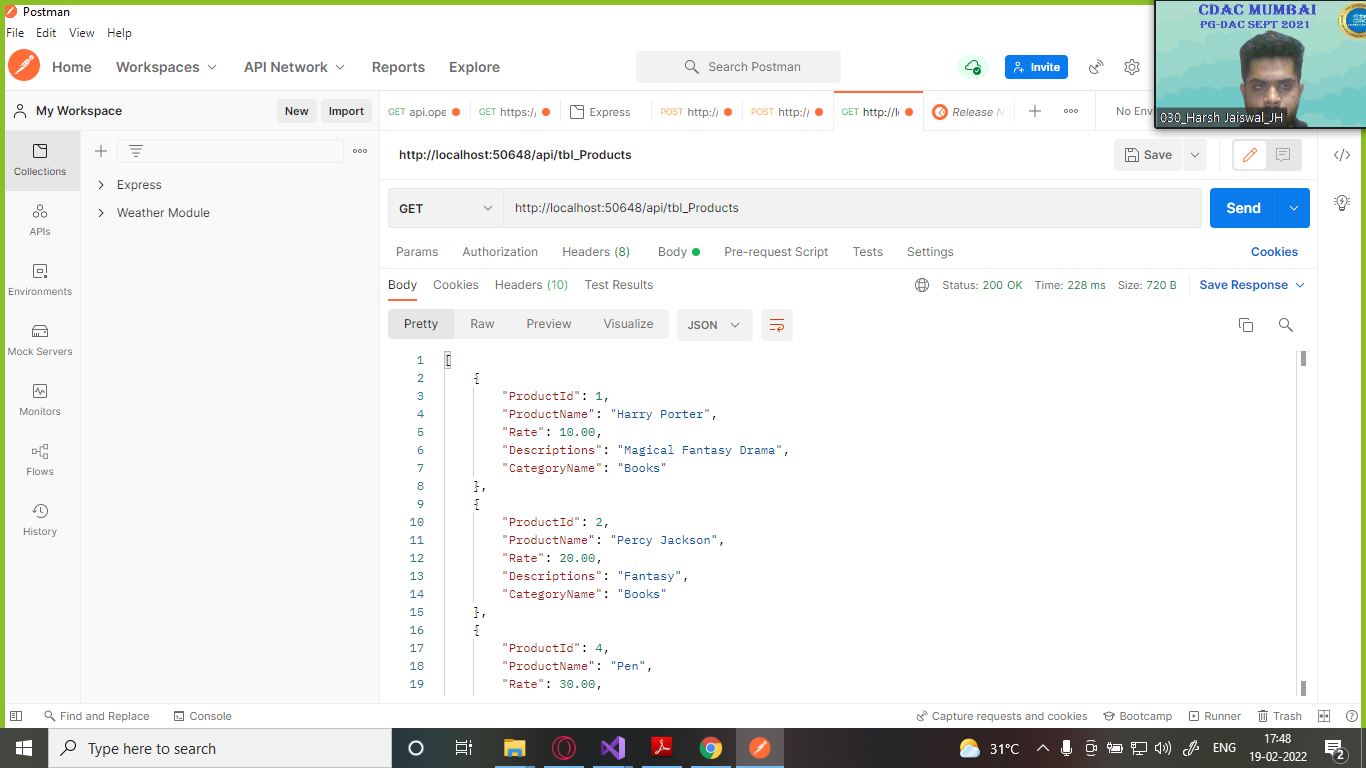 Postman
File Edit View Help
CDAC MUMBAI
PG-DAC SEPT 2021
030_Harsh Jaiswal_JH
Home Workspaces API Network Reports Explore Search Postman Invite
My Workspace New Import GET api.ope GET https:/ Express POST http:/ POST http:/ GET http://l Release N No Env
Collections
APIs
Environments
Mock Servers
Monitors
Flows
History
Express
Weather Module
http://localhost:50648/api/tbl_Products Save
GET http://localhost:50648/api/tbl_Products Send
Params Authorization Headers (8) Body Pre-request Script Tests Settings Cookies
Body Cookies Headers (10) Test Results Status: 200 OK Time: 228 ms Size: 720 B Save Response
Pretty Raw Preview Visualize JSON
1 [
2 {
3 "ProductId": 1,
4 "ProductName": "Harry Porter",
5 "Rate": 10.00,
6 "Descriptions": "Magical Fantasy Drama",
7 "CategoryName": "Books"
8 },
9 {
10 "ProductId": 2,
11 "ProductName": "Percy Jackson",
12 "Rate": 20.00,
13 "Descriptions": "Fantasy",
14 "CategoryName": "Books"
15 },
16 {
17 "ProductId": 4,
18 "ProductName": "Pen",
19 "Rate": 30.00,
Find and Replace Console Capture requests and cookies Bootcamp Runner Trash
Type here to search 31°C ENG 17:48
19-02-2022 2